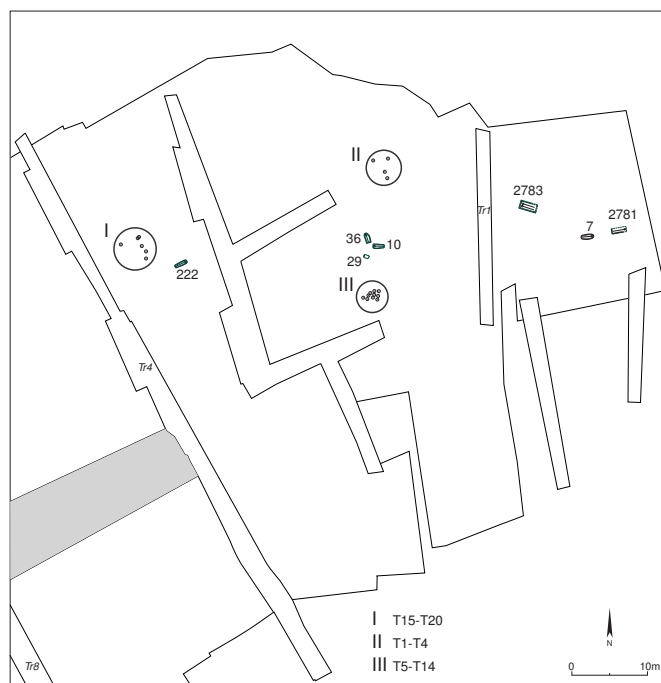 II
2783
Tr1
2781
7
I
36
10
222
29
III
Tr4
I T15-T20
II T1-T4
III T5-T14
N
Tr8
0 10m